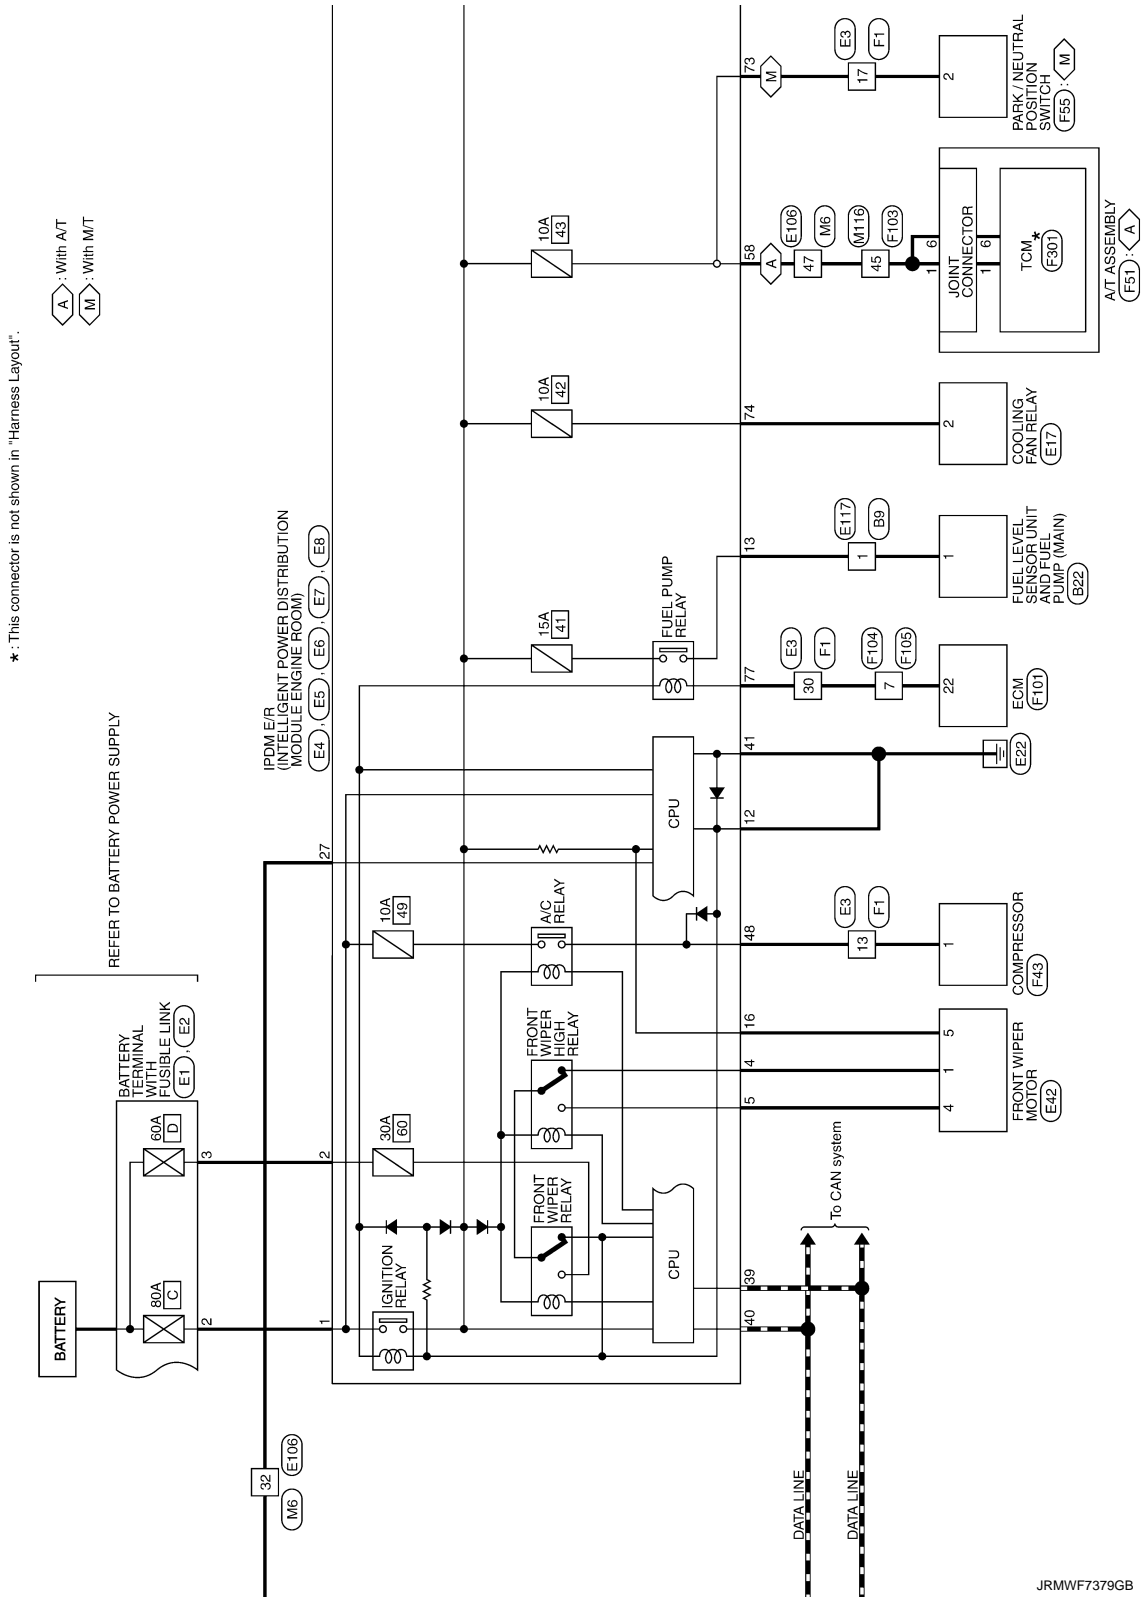 * : This connector is not shown in "Harness Layout".
A : With A/T
M : With M/T
REFER TO BATTERY POWER SUPPLY
BATTERY
BATTERY
TERMINAL
WITH
FUSIBLE LINK
E1 , E2
80A
C
60A
D
2
3
IPDM E/R
(INTELLIGENT POWER DISTRIBUTION
MODULE ENGINE ROOM)
E4 , E5 , E6 , E7 , E8
32
M6
E106
1
2
27
IGNITION
RELAY
30A
60
10A
49
FRONT
WIPER
RELAY
FRONT
WIPER
HIGH
RELAY
A/C
RELAY
15A
41
10A
42
10A
43
CPU
CPU
FUEL PUMP
RELAY
40
39
5
4
16
48
12
41
77
13
74
58
73
A
M
DATA LINE
DATA LINE
To CAN system
4
1
5
FRONT WIPER
MOTOR
E42
13
E3
F1
1
COMPRESSOR
F43
E22
30
E3
F1
7
F104
F105
22
ECM
F101
1
E117
B9
1
FUEL LEVEL
SENSOR UNIT
AND FUEL
PUMP (MAIN)
B22
2
COOLING
FAN RELAY
E17
47
E106
M6
45
M116
F103
1
6
JOINT
CONNECTOR
1
6
TCM *
F301
A/T ASSEMBLY
F51 : A
17
E3
F1
2
PARK / NEUTRAL
POSITION
SWITCH
F55 : M
JRMWF7379GB